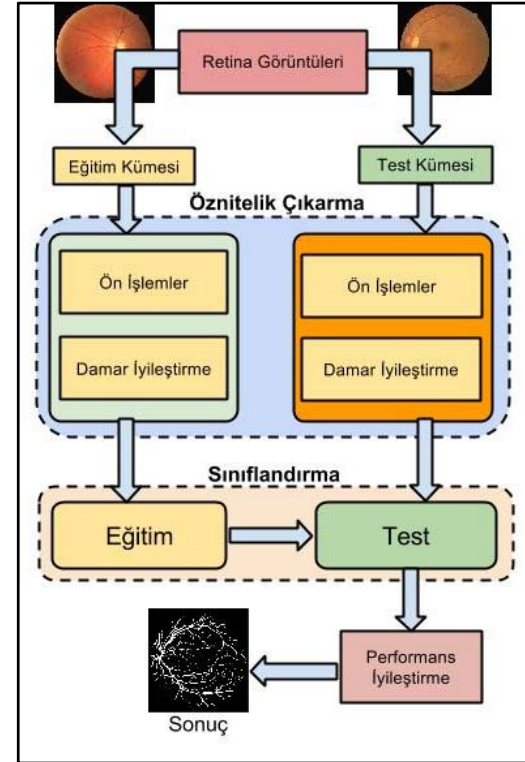 Retina Görüntüleri
Eğitim Kümesi
Test Kümesi
Öznitelik Çıkarma
Ön İşlemler
Ön İşlemler
Damar İyileştirme
Damar İyileştirme
Sınıflandırma
Eğitim
Test
Performans
İyileştirme
Sonuç